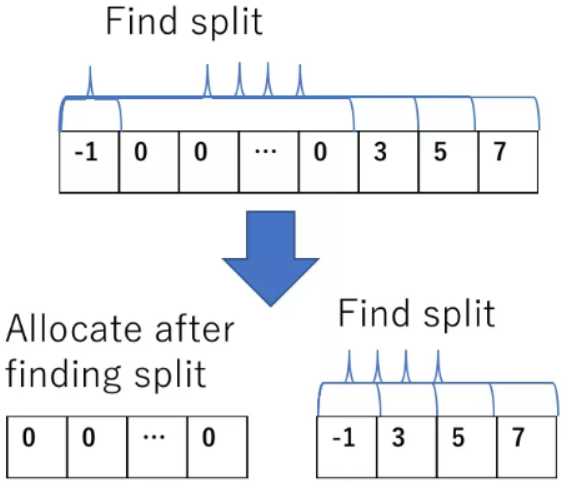 Find split
-1 0 0 ... 0 3 5 7
Allocate after
finding split
Find split
0 0 ... 0
-1 3 5 7